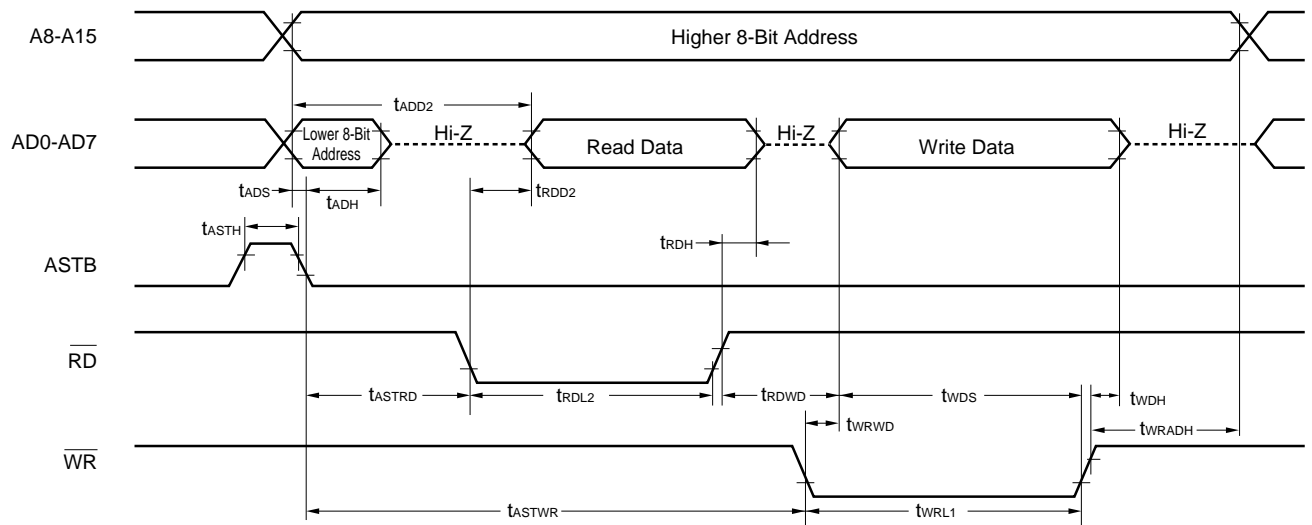 A8-A15
Higher 8-Bit Address
tADD2
AD0-AD7
Lower 8-Bit
Address
Hi-Z
Read Data
Hi-Z
Write Data
Hi-Z
tADS
tADH
tRDD2
tASTH
tRDH
ASTB
RD
tASTRD
tRDL2
tRDWD
tWDS
tWDH
tWRWD
tWRADH
WR
tASTWR
tWRL1